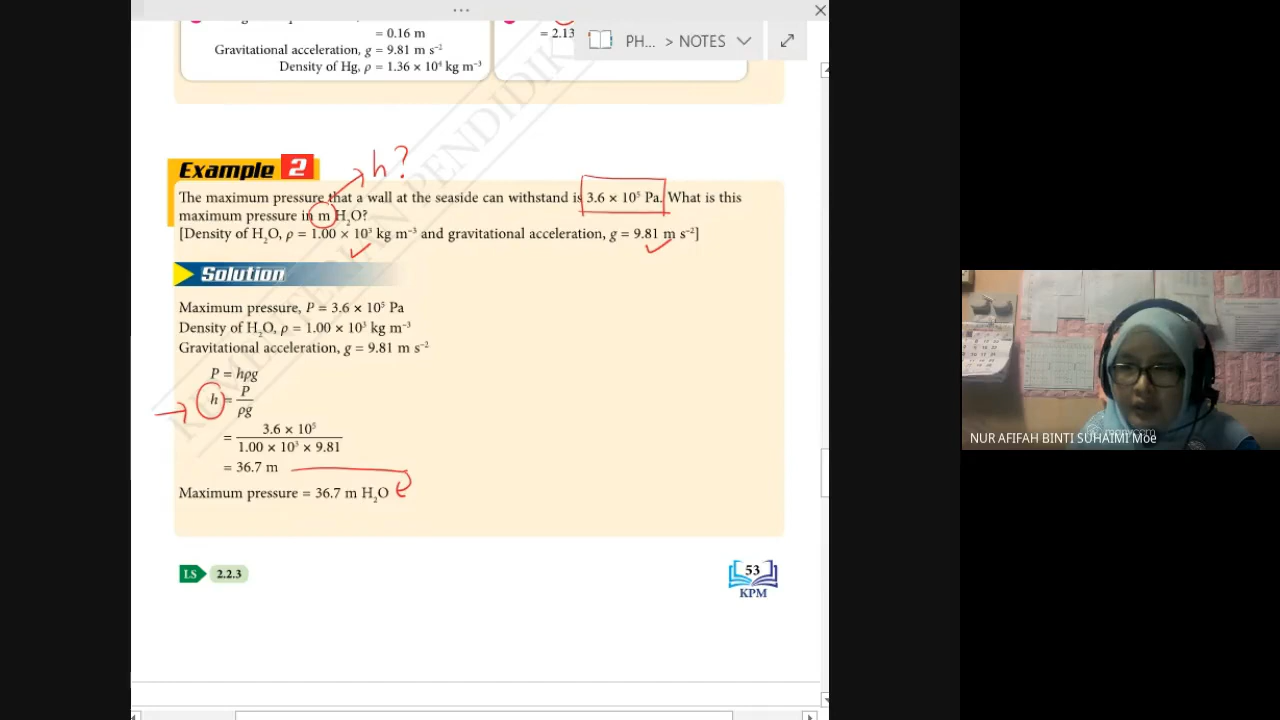 = 0.16 m
Gravitational acceleration, g = 9.81 m s⁻²
Density of Hg, ρ = 1.36 × 10⁴ kg m⁻³
= 2.13
PH... > NOTES
KEMENTERIAN PENDIDIK
Example 2
h?
The maximum pressure that a wall at the seaside can withstand is 3.6 × 10⁵ Pa. What is this
maximum pressure in m H₂O?
[Density of H₂O, ρ = 1.00 × 10³ kg m⁻³ and gravitational acceleration, g = 9.81 m s⁻²]
Solution
Maximum pressure, P = 3.6 × 10⁵ Pa
Density of H₂O, ρ = 1.00 × 10³ kg m⁻³
Gravitational acceleration, g = 9.81 m s⁻²
P = hρg
h = P
ρg
= 3.6 × 10⁵
1.00 × 10³ × 9.81
= 36.7 m
Maximum pressure = 36.7 m H₂O
LS 2.2.3
53
KPM
NUR AFIFAH BINTI SUHAIMI Moe